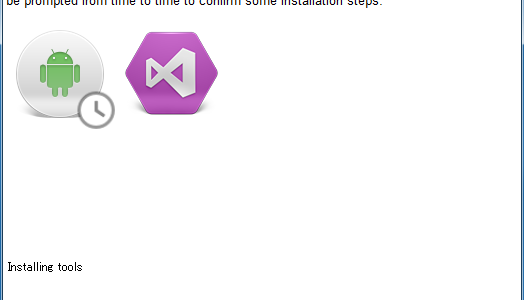 be prompted from time to time to confirm some installation steps.
Installing tools